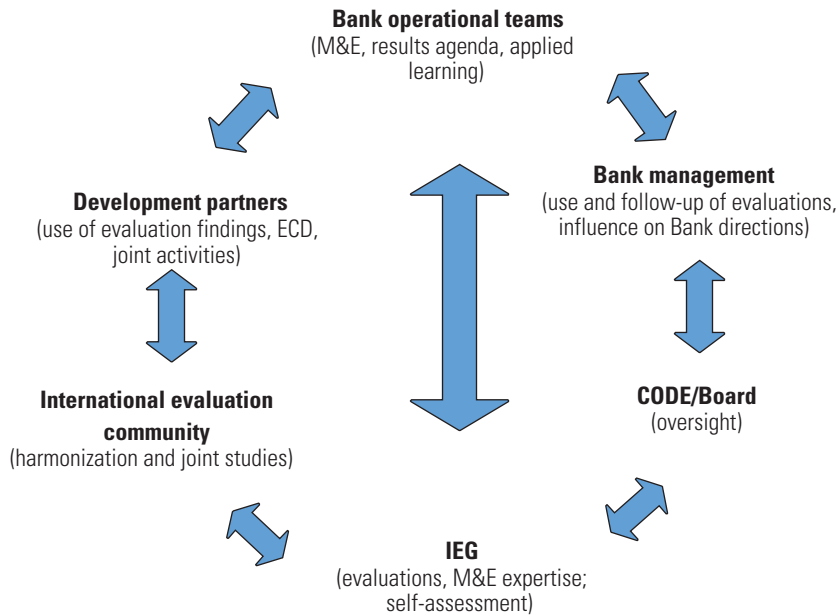 Bank operational teams
(M&E, results agenda, applied
learning)
Development partners
(use of evaluation findings, ECD,
joint activities)
Bank management
(use and follow-up of evaluations,
influence on Bank directions)
International evaluation
community
(harmonization and joint studies)
CODE/Board
(oversight)
IEG
(evaluations, M&E expertise;
self-assessment)